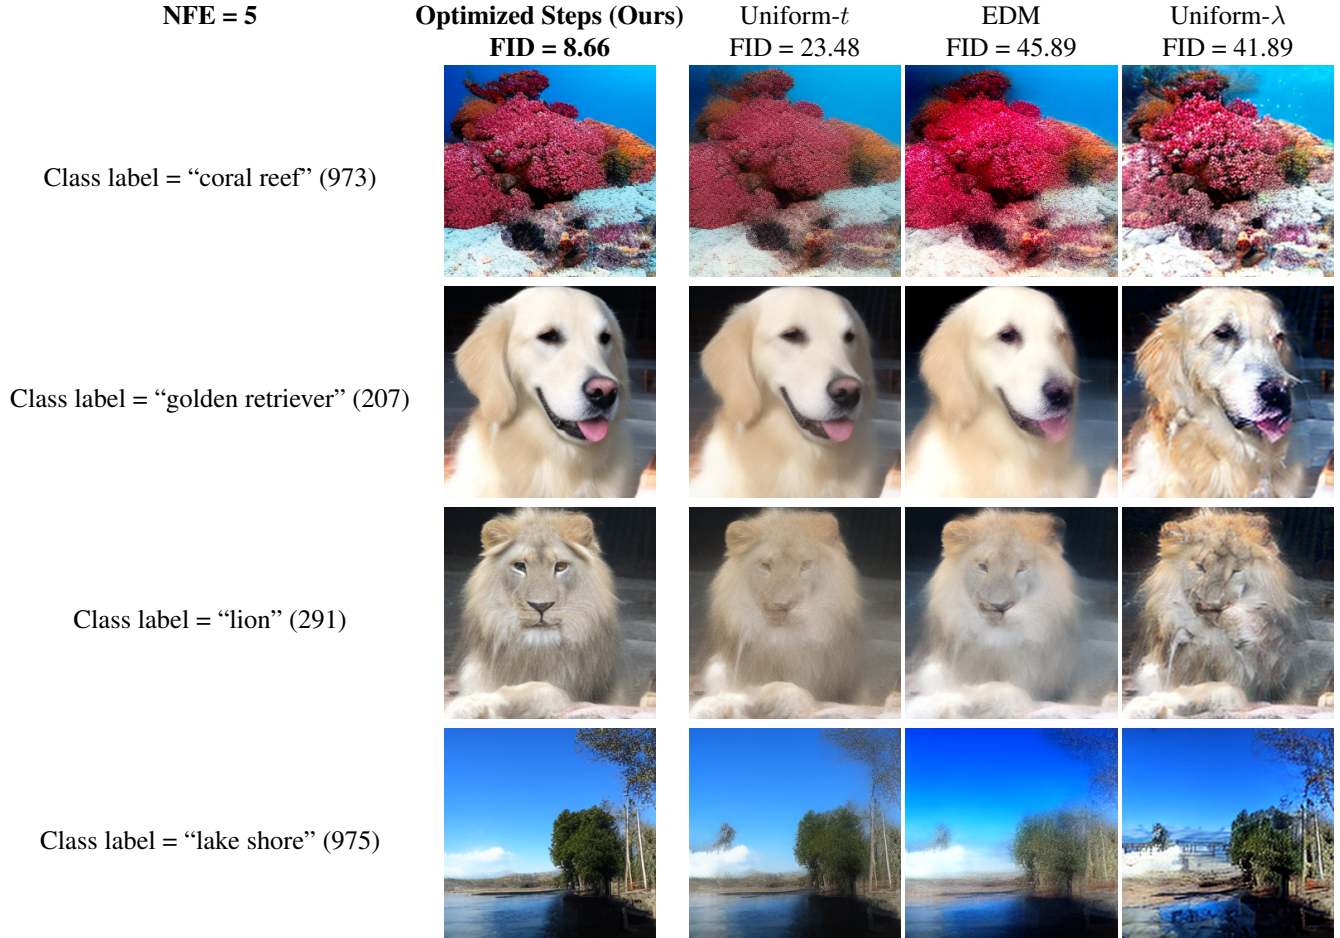 NFE = 5
Optimized Steps (Ours)
FID = 8.66
Uniform-t
FID = 23.48
EDM
FID = 45.89
Uniform-λ
FID = 41.89
Class label = “coral reef” (973)
Class label = “golden retriever” (207)
Class label = “lion” (291)
Class label = “lake shore” (975)